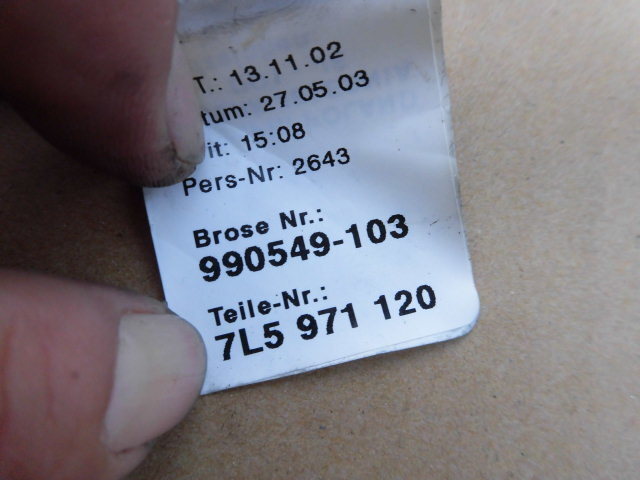 T.: 13.11.02
tum: 27.05.03
it: 15:08
Pers-Nr: 2643
Brose Nr.:
990549-103
Teile-Nr.:
7L5 971 120